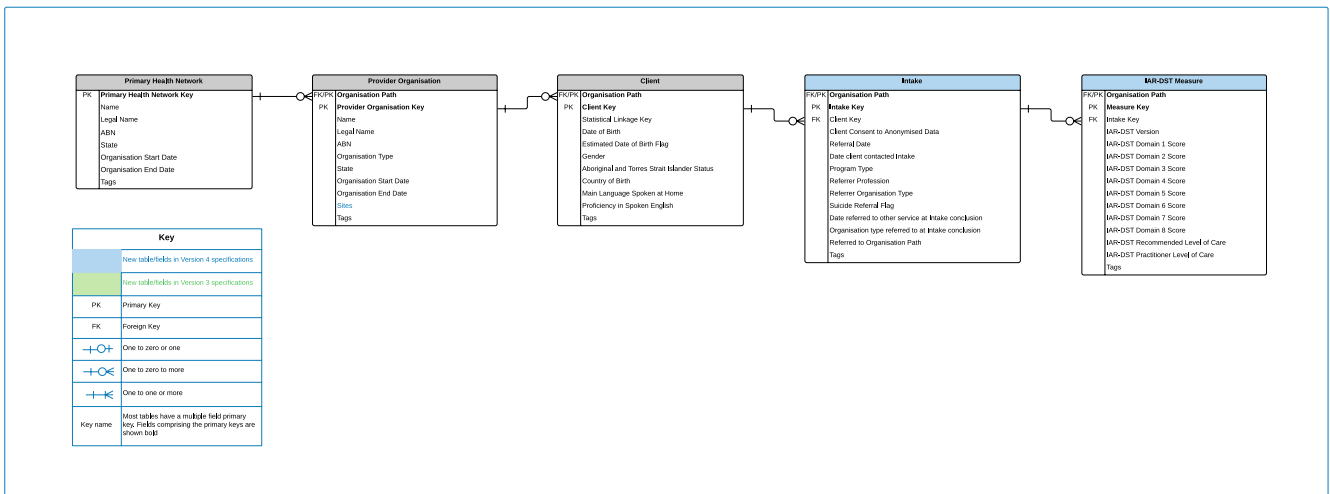 Primary Health Network
PK Primary Health Network Key
Name
Legal Name
ABN
State
Organisation Start Date
Organisation End Date
Tags
Provider Organisation
FK/PK Organisation Path
PK Provider Organisation Key
Name
Legal Name
ABN
Organisation Type
State
Organisation Start Date
Organisation End Date
Sites
Tags
Client
FK/PK Organisation Path
PK Client Key
Statistical Linkage Key
Date of Birth
Estimated Date of Birth Flag
Gender
Aboriginal and Torres Strait Islander Status
Country of Birth
Main Language Spoken at Home
Proficiency in Spoken English
Tags
Intake
FK/PK Organisation Path
PK Intake Key
FK Client Key
Client Consent to Anonymised Data
Referral Date
Date client contacted Intake
Program Type
Referrer Profession
Referrer Organisation Type
Suicide Referral Flag
Date referred to other service at Intake conclusion
Organisation type referred to at Intake conclusion
Referred to Organisation Path
Tags
IAR-DST Measure
FK/PK Organisation Path
PK Measure Key
FK Intake Key
IAR-DST Version
IAR-DST Domain 1 Score
IAR-DST Domain 2 Score
IAR-DST Domain 3 Score
IAR-DST Domain 4 Score
IAR-DST Domain 5 Score
IAR-DST Domain 6 Score
IAR-DST Domain 7 Score
IAR-DST Domain 8 Score
IAR-DST Recommended Level of Care
IAR-DST Practitioner Level of Care
Tags
Key
New table/fields in Version 4 specifications
New table/fields in Version 3 specifications
PK Primary Key
FK Foreign Key
One to zero or one
One to zero to more
One to one or more
Key name
Most tables have a multiple field primary
key. Fields comprising the primary keys are
shown bold